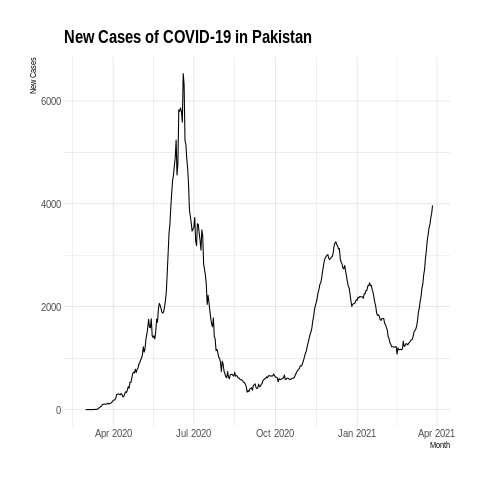 New Cases of COVID-19 in Pakistan
New Cases
6000
4000
2000
0
Apr 2020 Jul 2020 Oct 2020 Jan 2021 Apr 2021
Month